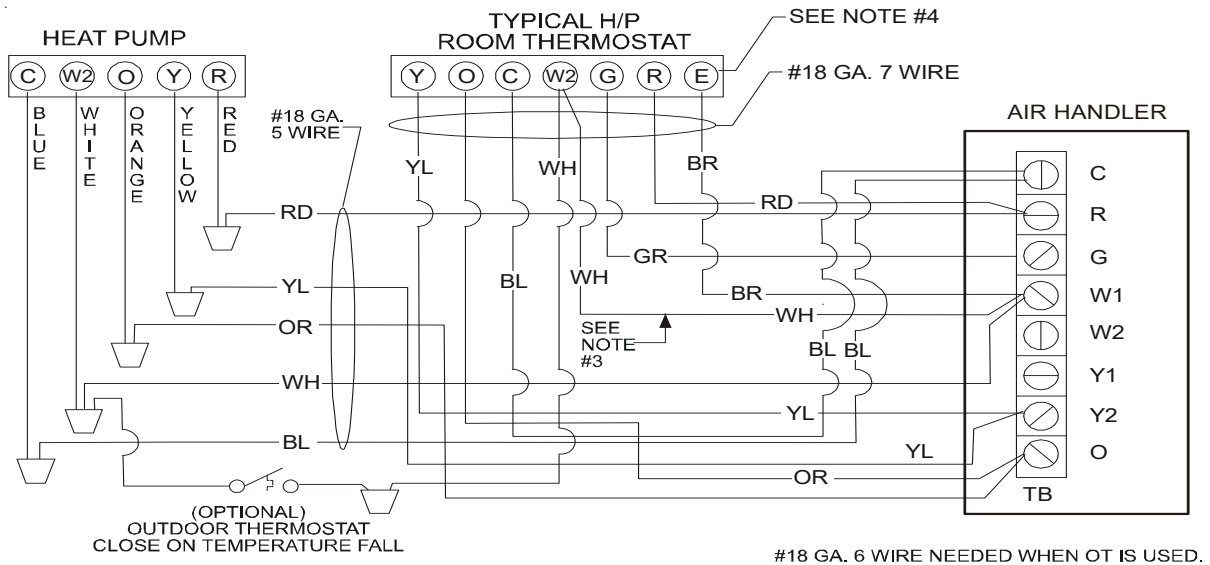 HEAT PUMP
C W2 O Y R
BLUE
WHITE
ORANGE
YELLOW
RED
#18 GA.
5 WIRE
TYPICAL H/P
ROOM THERMOSTAT
Y O C W2 G R E
SEE NOTE #4
#18 GA. 7 WIRE
AIR HANDLER
YL
WH
BR
C
RD
RD
R
GR
G
WH
BL
YL
BR
W1
WH
OR
SEE
NOTE
#3
W2
BL BL
WH
Y1
YL
Y2
BL
YL
O
OR
TB
(OPTIONAL)
OUTDOOR THERMOSTAT
CLOSE ON TEMPERATURE FALL
#18 GA. 6 WIRE NEEDED WHEN OT IS USED.